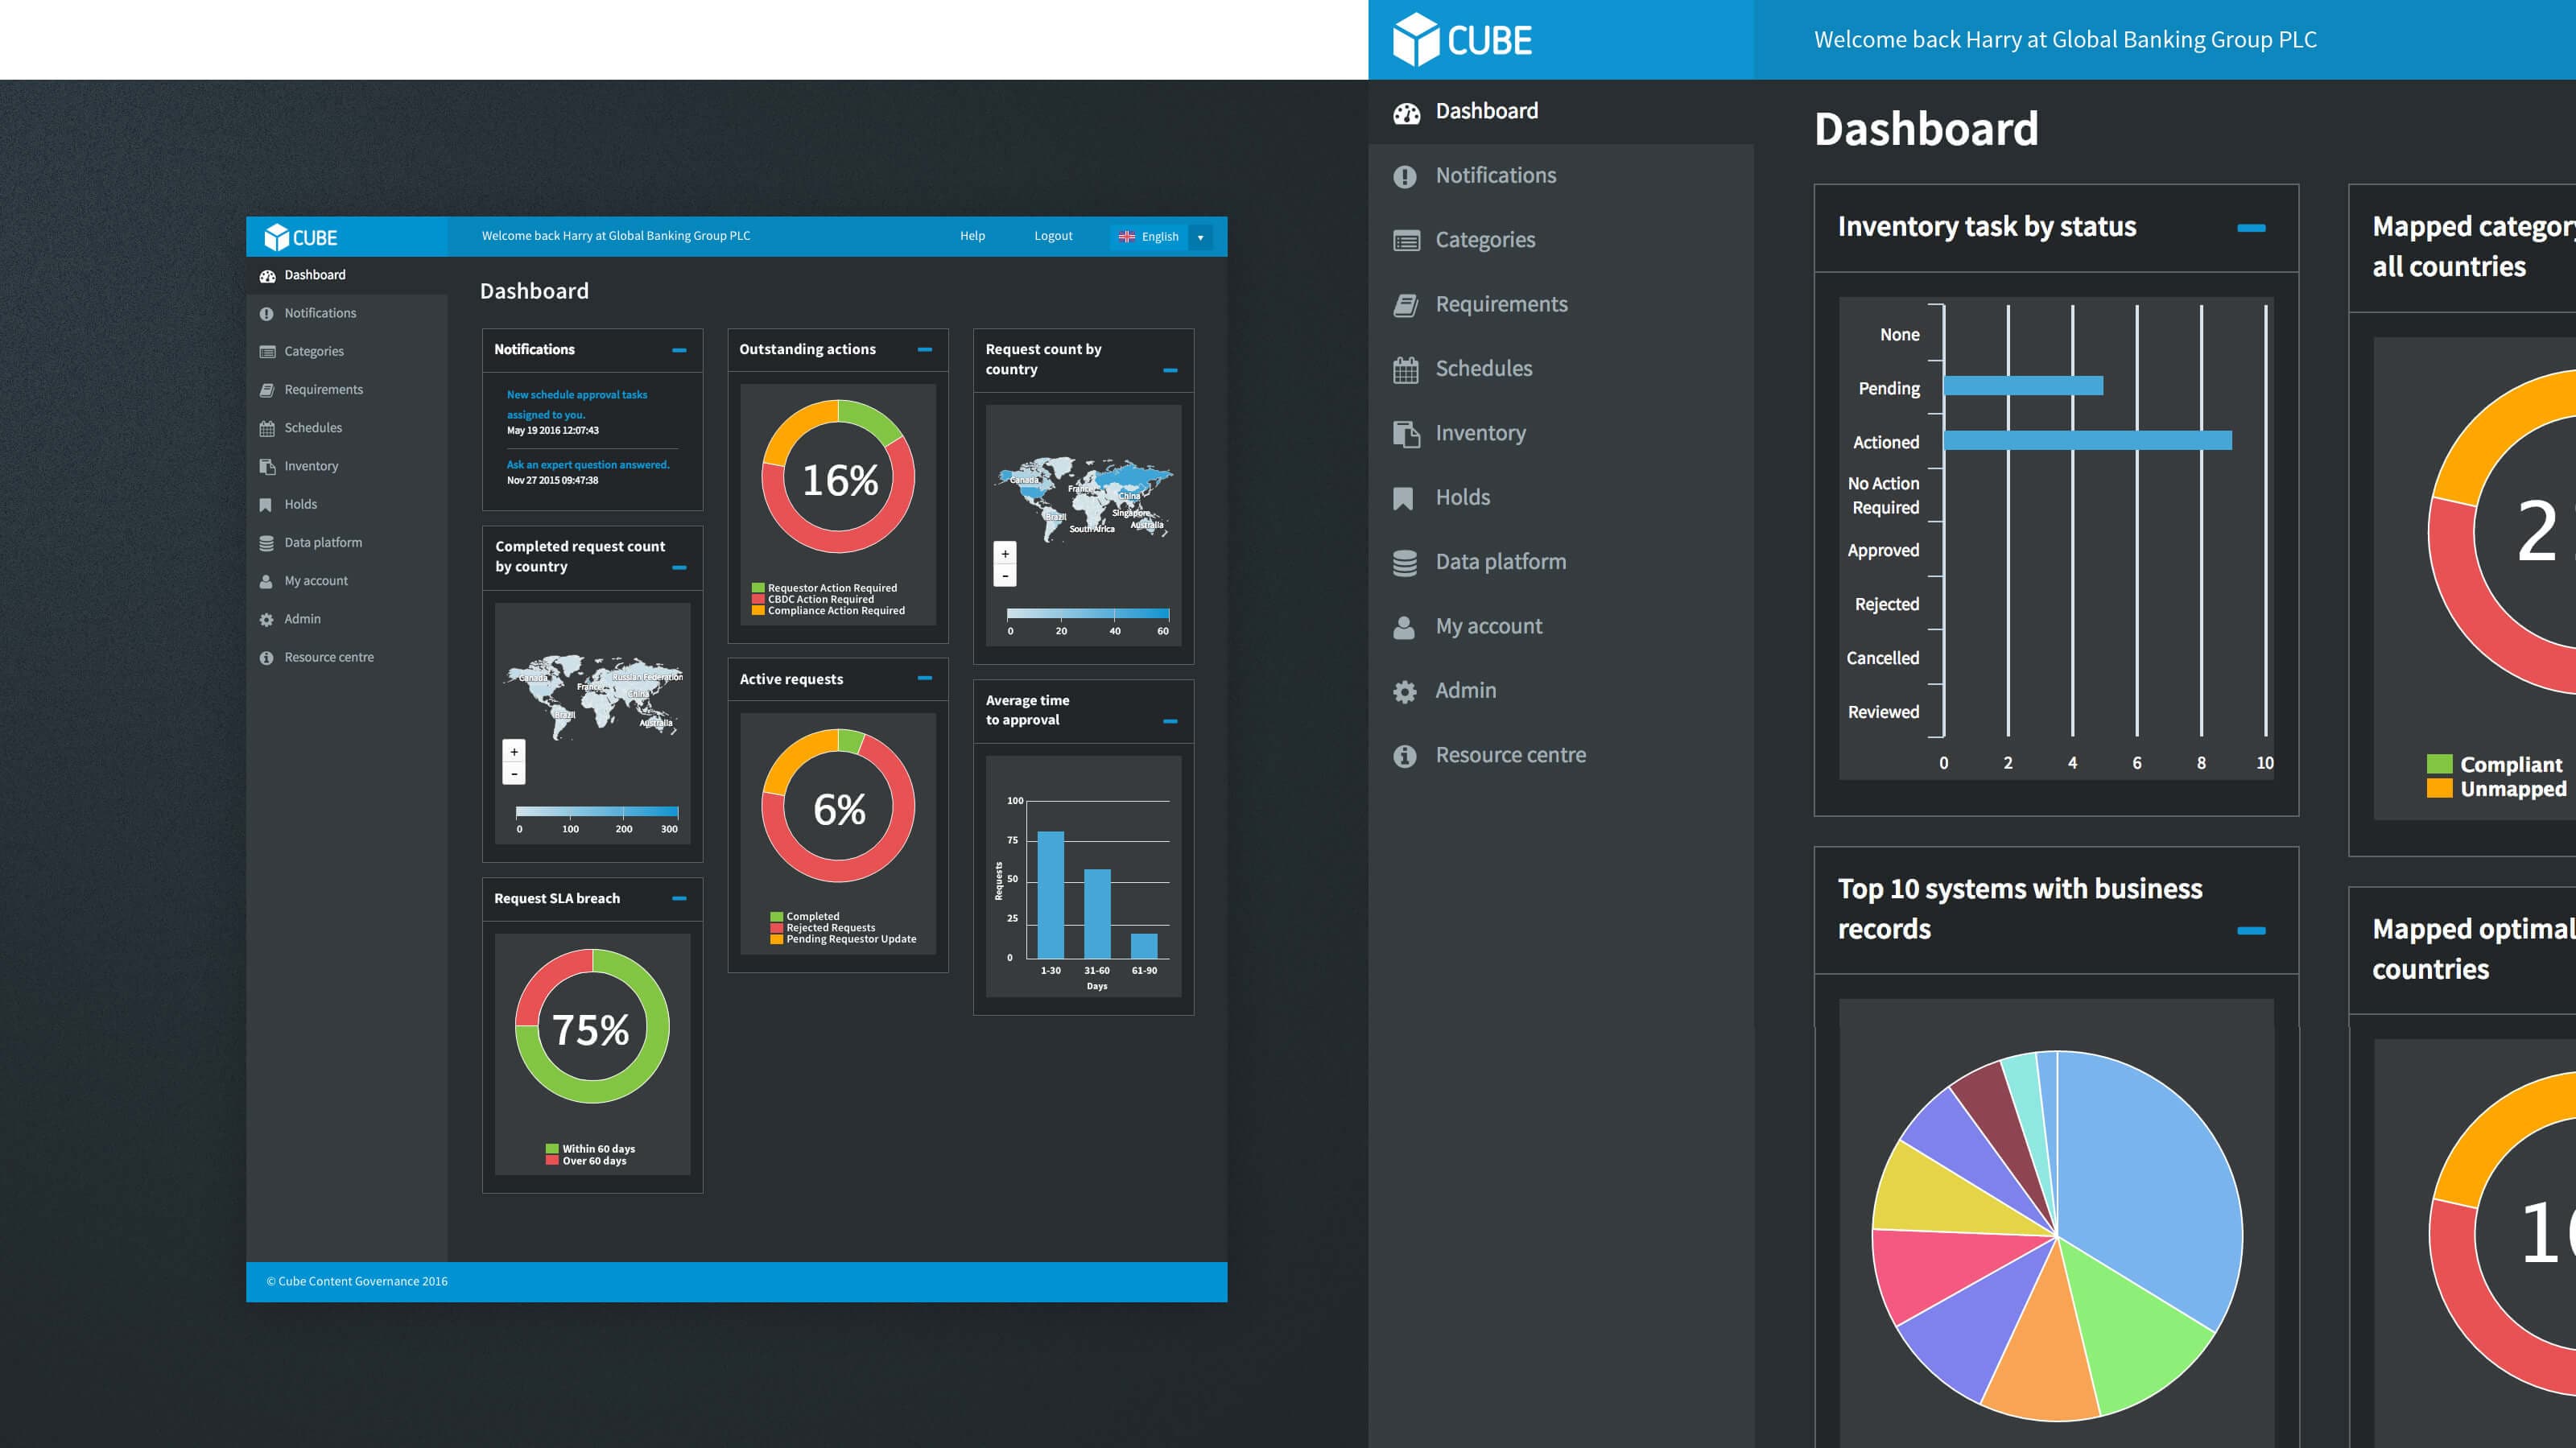 CUBE
Welcome back Harry at Global Banking Group PLC
Help
Logout
English
Dashboard
Notifications
Categories
Requirements
Schedules
Inventory
Holds
Data platform
My account
Admin
Resource centre
Dashboard
Notifications
New schedule approval tasks
assigned to you.
May 19 2016 12:07:43
Ask an expert question answered.
Nov 27 2015 09:47:38
Completed request count
by country
Canada
France
Russian Federation
China
Brazil
Australia
+
-
0 100 200 300
Request SLA breach
75%
Within 60 days
Over 60 days
Outstanding actions
16%
Requestor Action Required
CBDC Action Required
Compliance Action Required
Active requests
6%
Completed
Rejected Requests
Pending Requestor Update
Request count by
country
Canada
France
China
Brazil
Singapore
South Africa
Australia
+
-
0 20 40 60
Average time
to approval
Requests
100
75
50
25
0
1-30 31-60 61-90
Days
© Cube Content Governance 2016
CUBE
Welcome back Harry at Global Banking Group PLC
Dashboard
Notifications
Categories
Requirements
Schedules
Inventory
Holds
Data platform
My account
Admin
Resource centre
Dashboard
Inventory task by status
None
Pending
Actioned
No Action
Required
Approved
Rejected
Cancelled
Reviewed
0 2 4 6 8 10
Top 10 systems with business
records
Mapped category
all countries
2
Compliant
Unmapped
Mapped optimal
countries
1